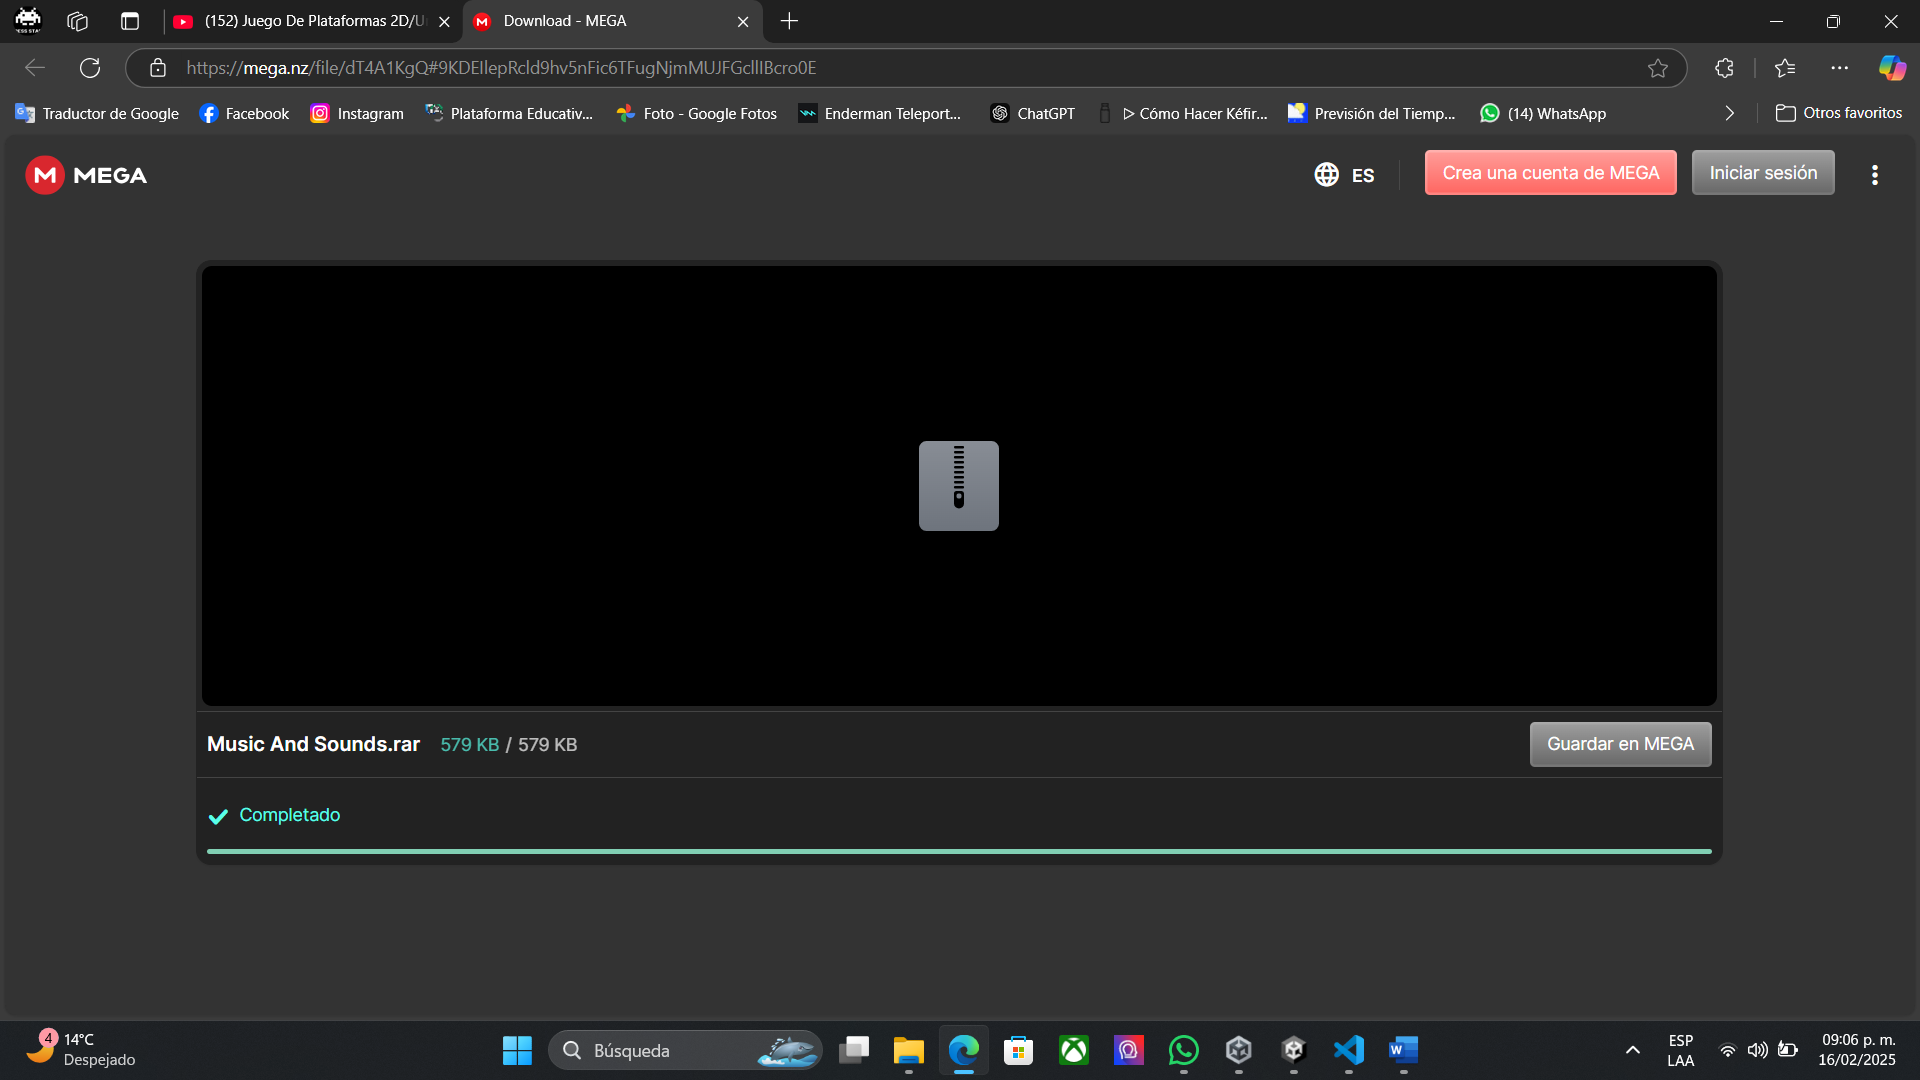 (152) Juego De Plataformas 2D/U
Download - MEGA
https://mega.nz/file/dT4A1KgQ#9KDEIlepRcld9hv5nFic6TFugNjmMUJFGcllIBcro0E
Traductor de Google
Facebook
Instagram
Plataforma Educativ...
Foto - Google Fotos
Enderman Teleport...
ChatGPT
▷ Cómo Hacer Kéfir...
Previsión del Tiemp...
(14) WhatsApp
Otros favoritos
MEGA
ES
Crea una cuenta de MEGA
Iniciar sesión
Music And Sounds.rar 579 KB / 579 KB
Guardar en MEGA
Completado
4
14°C
Despejado
Búsqueda
ESP
LAA
09:06 p. m.
16/02/2025